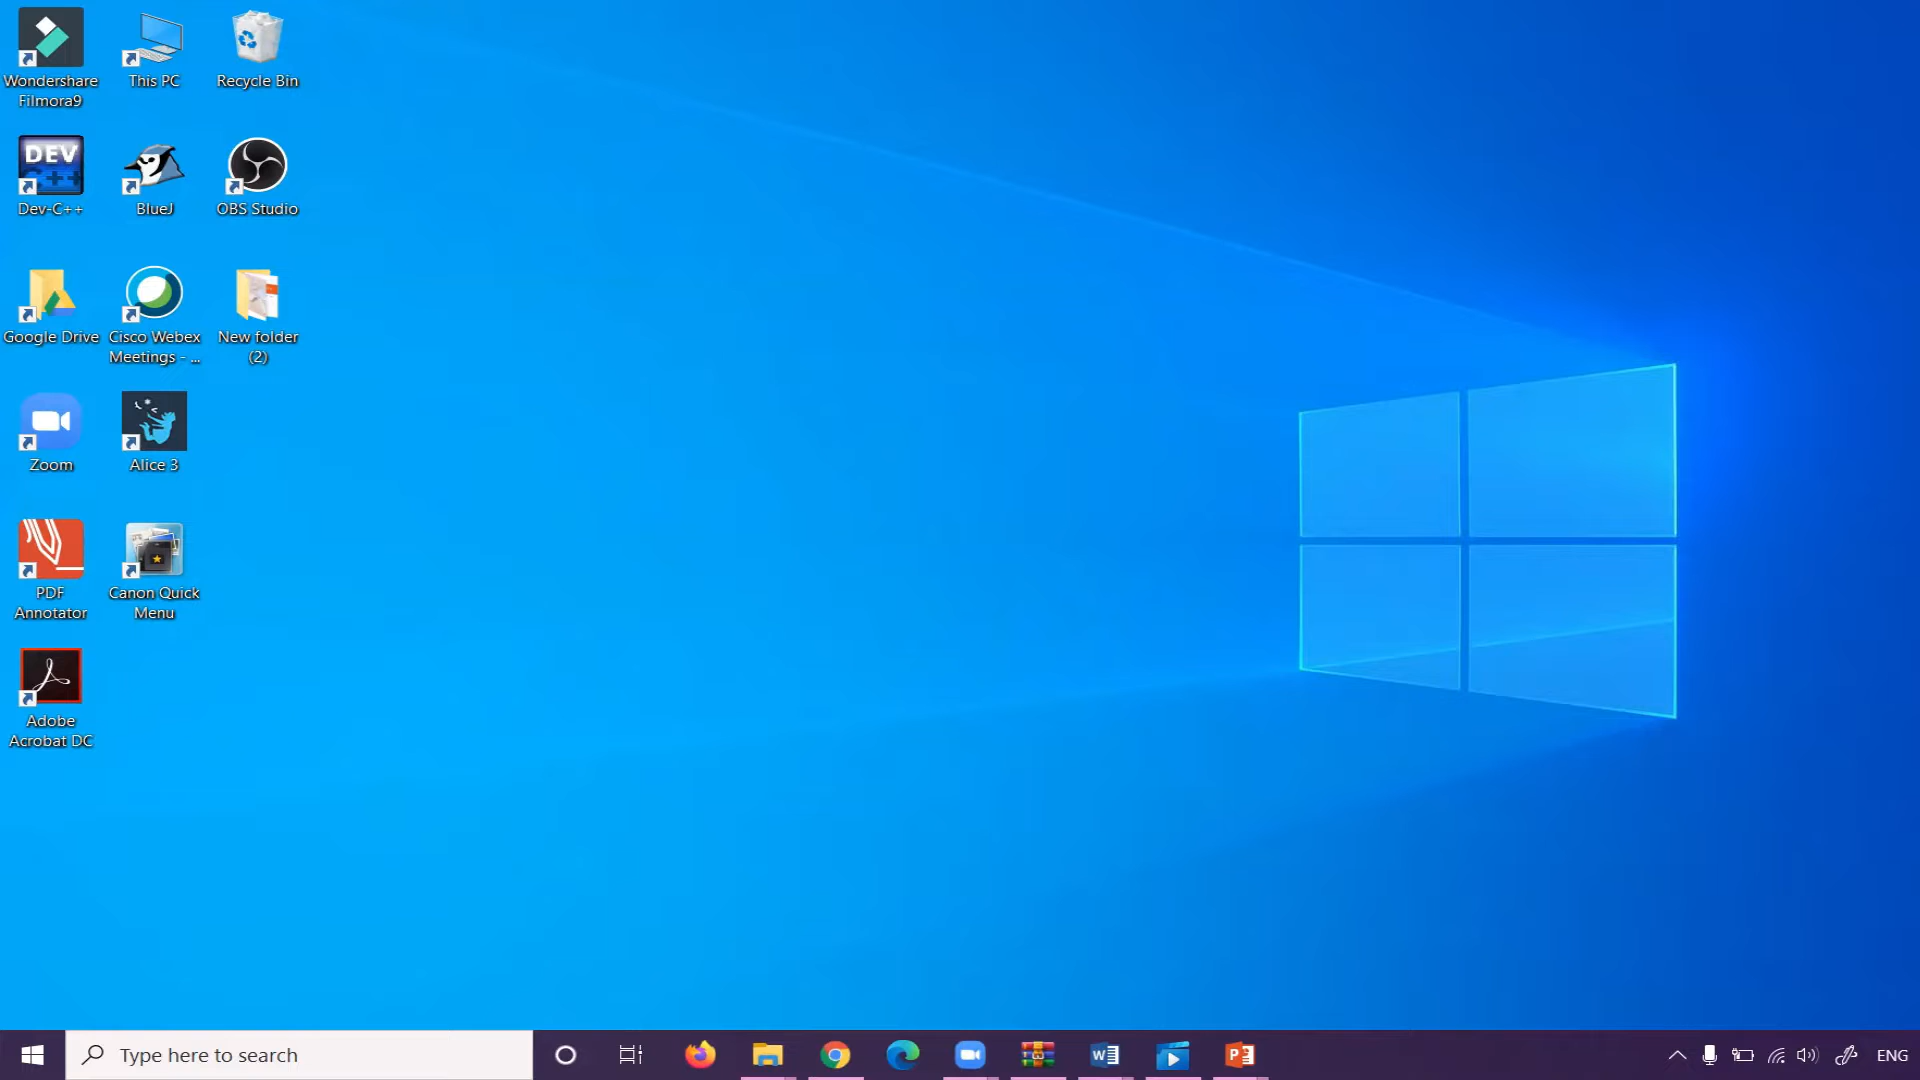 Wondershare
Filmora9
This PC
Recycle Bin
DEV
C++
Dev-C++
BlueJ
OBS Studio
Google Drive
Cisco Webex
Meetings - ...
New folder
(2)
Zoom
Alice 3
PDF
Annotator
Canon Quick
Menu
Adobe
Acrobat DC
Type here to search
W
P
ENG